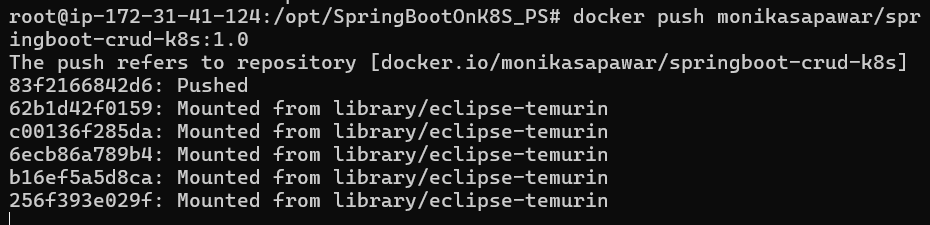 root@ip-172-31-41-124:/opt/SpringBootOnK8S_PS# docker push monikasapawar/spr
ingboot-crud-k8s:1.0
The push refers to repository [docker.io/monikasapawar/springboot-crud-k8s]
83f2166842d6: Pushed
62b1d42f0159: Mounted from library/eclipse-temurin
c00136f285da: Mounted from library/eclipse-temurin
6ecb86a789b4: Mounted from library/eclipse-temurin
b16ef5a5d8ca: Mounted from library/eclipse-temurin
256f393e029f: Mounted from library/eclipse-temurin